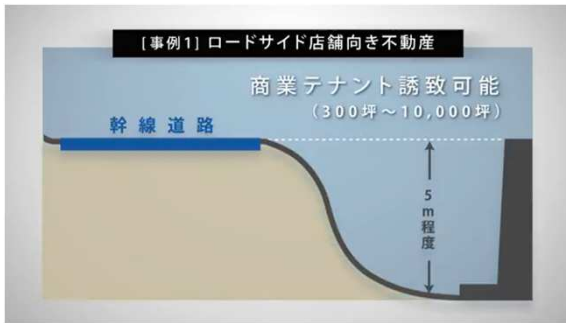 [事例1] ロードサイド店舗向き不動産
商業テナント誘致可能
(300坪～10,000坪)
幹線道路
5m程度